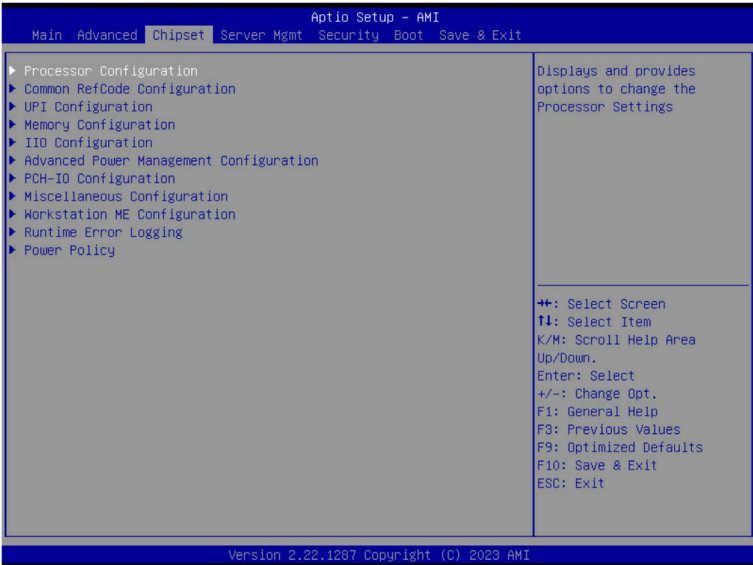 Aptio Setup – AMI
Main Advanced Chipset Server Mgmt Security Boot Save & Exit
▶ Processor Configuration
▶ Common RefCode Configuration
▶ UPI Configuration
▶ Memory Configuration
▶ IIO Configuration
▶ Advanced Power Management Configuration
▶ PCH-IO Configuration
▶ Miscellaneous Configuration
▶ Workstation ME Configuration
▶ Runtime Error Logging
▶ Power Policy
Displays and provides
options to change the
Processor Settings
→←: Select Screen
↑↓: Select Item
K/M: Scroll Help Area
Up/Down.
Enter: Select
+/-: Change Opt.
F1: General Help
F3: Previous Values
F9: Optimized Defaults
F10: Save & Exit
ESC: Exit
Version 2.22.1287 Copyright (C) 2023 AMI